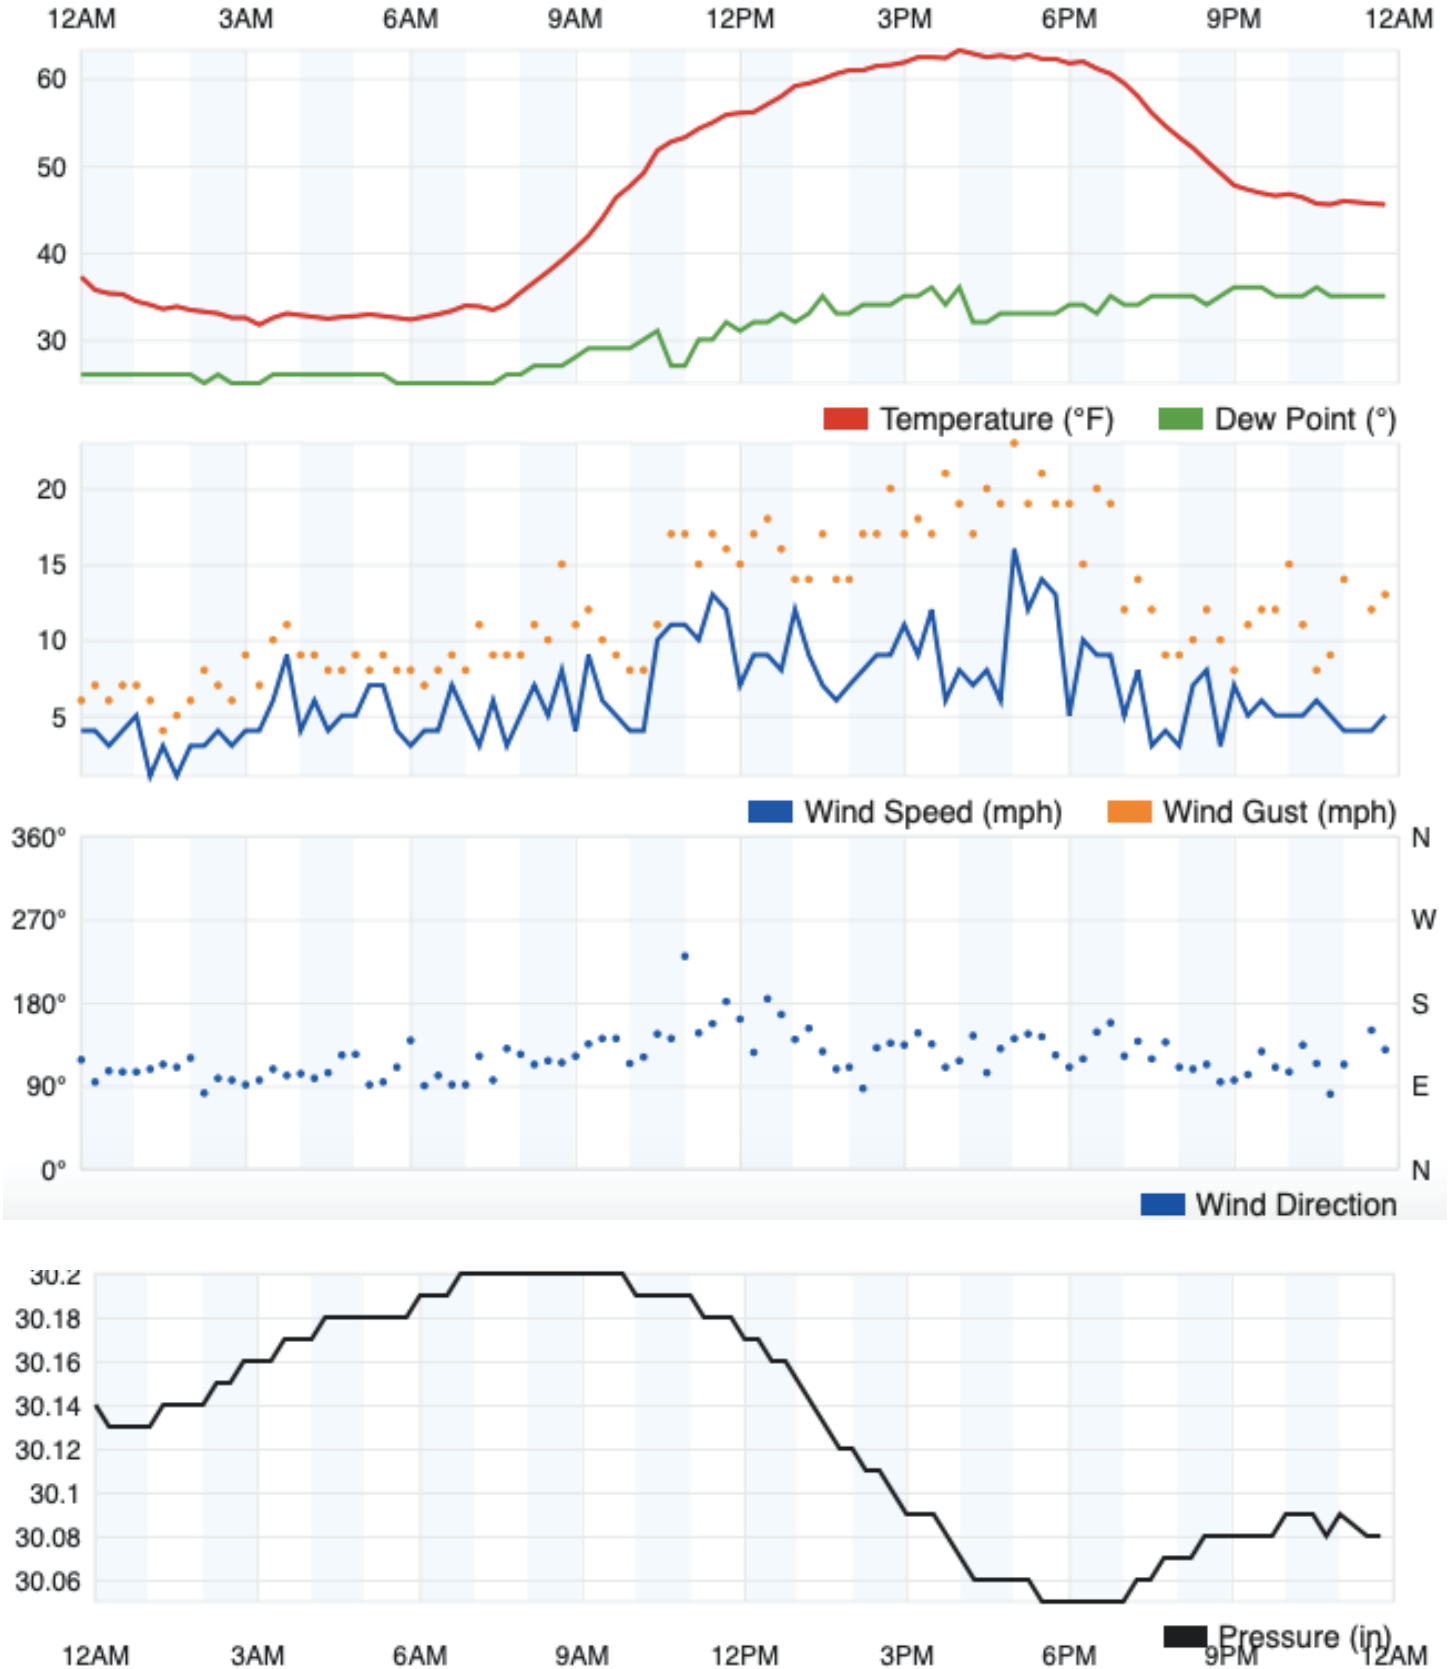 12AM 3AM 6AM 9AM 12PM 3PM 6PM 9PM 12AM
60
50
40
30
Temperature (°F) Dew Point (°)
20
15
10
5
Wind Speed (mph) Wind Gust (mph)
360° N
270° W
180° S
90° E
0° N
Wind Direction
30.2
30.18
30.16
30.14
30.12
30.1
30.08
30.06
Pressure (in)
12AM 3AM 6AM 9AM 12PM 3PM 6PM 9PM 12AM